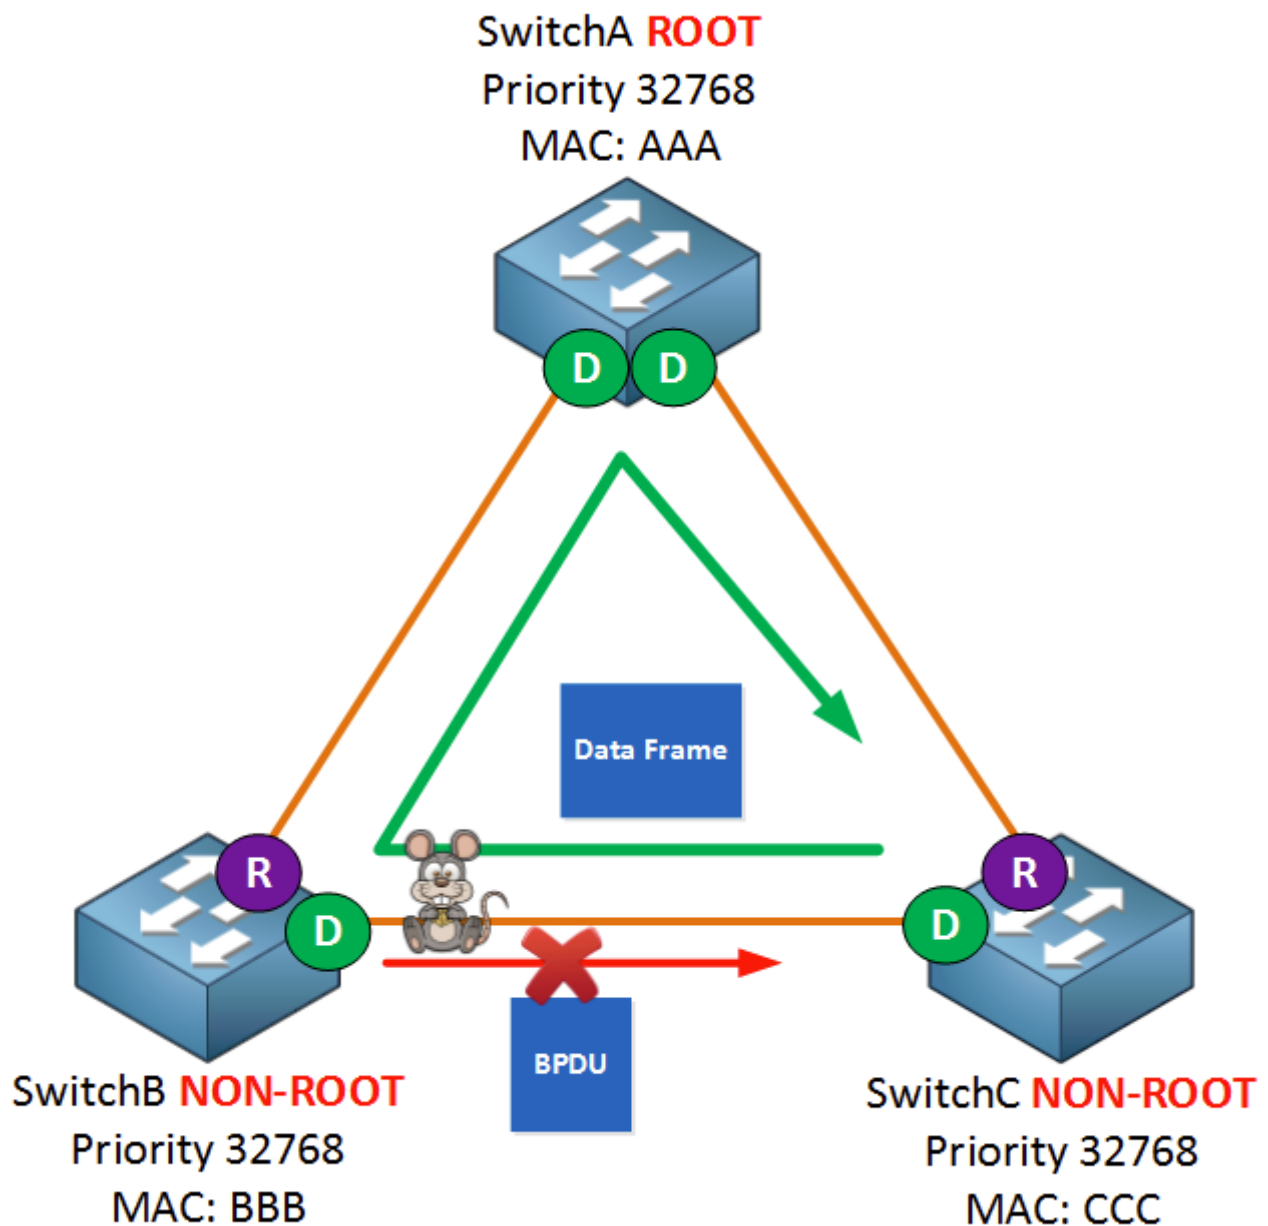 SwitchA ROOT
Priority 32768
MAC: AAA
D D
Data Frame
R
R
D
D
BPDU
SwitchB NON-ROOT
Priority 32768
MAC: BBB
SwitchC NON-ROOT
Priority 32768
MAC: CCC